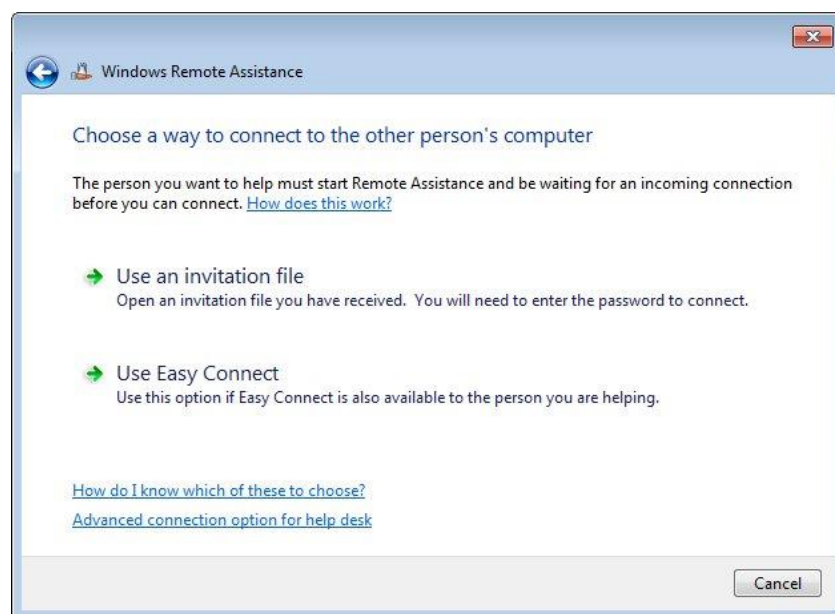 Windows Remote Assistance
Choose a way to connect to the other person's computer
The person you want to help must start Remote Assistance and be waiting for an incoming connection
before you can connect. How does this work?
Use an invitation file
Open an invitation file you have received. You will need to enter the password to connect.
Use Easy Connect
Use this option if Easy Connect is also available to the person you are helping.
How do I know which of these to choose?
Advanced connection option for help desk
Cancel